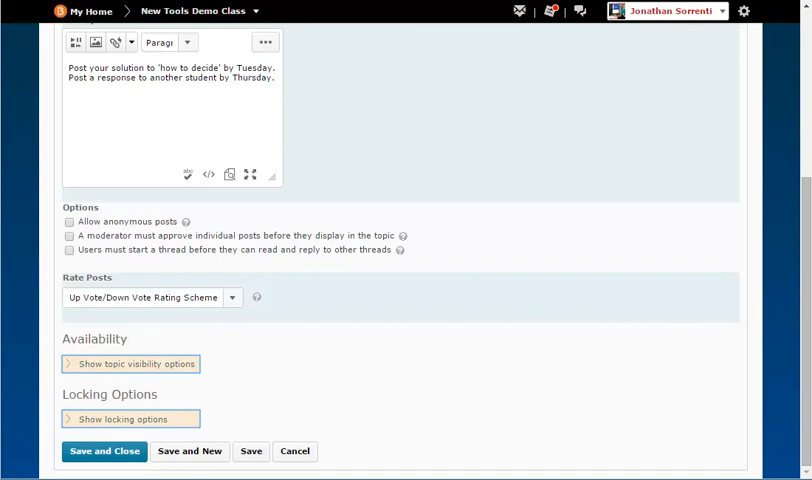 My Home
New Tools Demo Class
Jonathan Sorrenti
Paragr
Post your solution to 'how to decide' by Tuesday.
Post a response to another student by Thursday.
abc
Options
Allow anonymous posts
A moderator must approve individual posts before they display in the topic
Users must start a thread before they can read and reply to other threads
Rate Posts
Up Vote/Down Vote Rating Scheme
Availability
Show topic visibility options
Locking Options
Show locking options
Save and Close Save and New Save Cancel